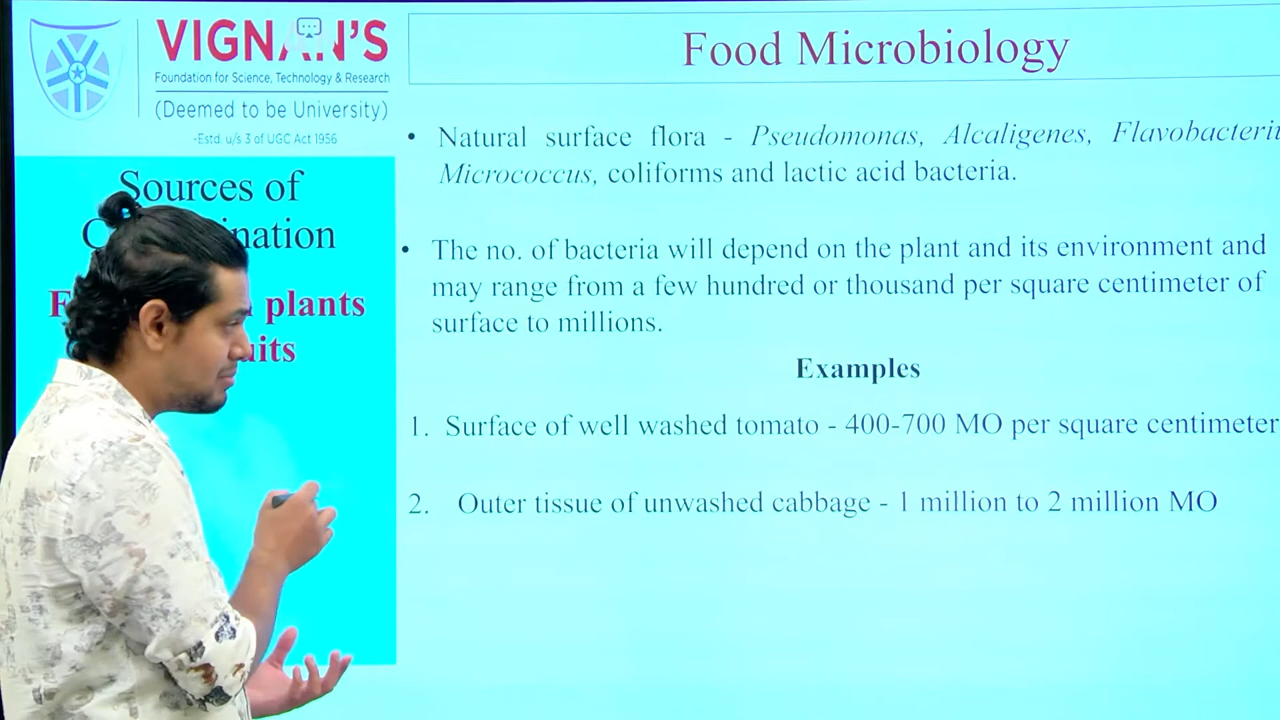 VIGNAN'S
Foundation for Science, Technology & Research
(Deemed to be University)
-Estd. u/s 3 of UGC Act 1956
Food Microbiology
Sources of
plants
• Natural surface flora - Pseudomonas, Alcaligenes,
Micrococcus, coliforms and lactic acid bacteria.
• The no. of bacteria will depend on the plant and its environment and
may range from a few hundred or thousand per square centimeter of
surface to millions.
Examples
1. Surface of well washed tomato - 400-700 MO per square centimeter
2. Outer tissue of unwashed cabbage - 1 million to 2 million MO